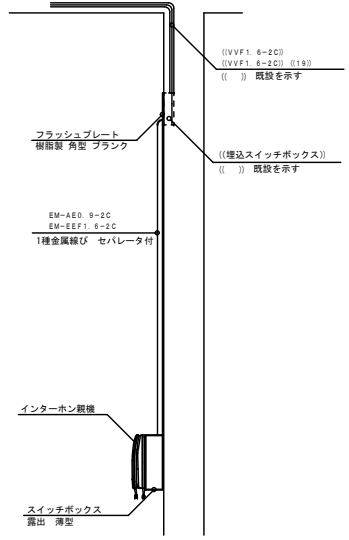 ((VVF1.6-2C))
((VVF1.6-2C)) ((19))
(( )) 既設を示す
フラッシュプレート
樹脂製 角型 ブランク
((埋込スイッチボックス))
(( )) 既設を示す
EM-AE0.9-2C
EM-EEF1.6-2C
1種金属線ぴ セパレータ付
インターホン親機
スイッチボックス
露出 薄型